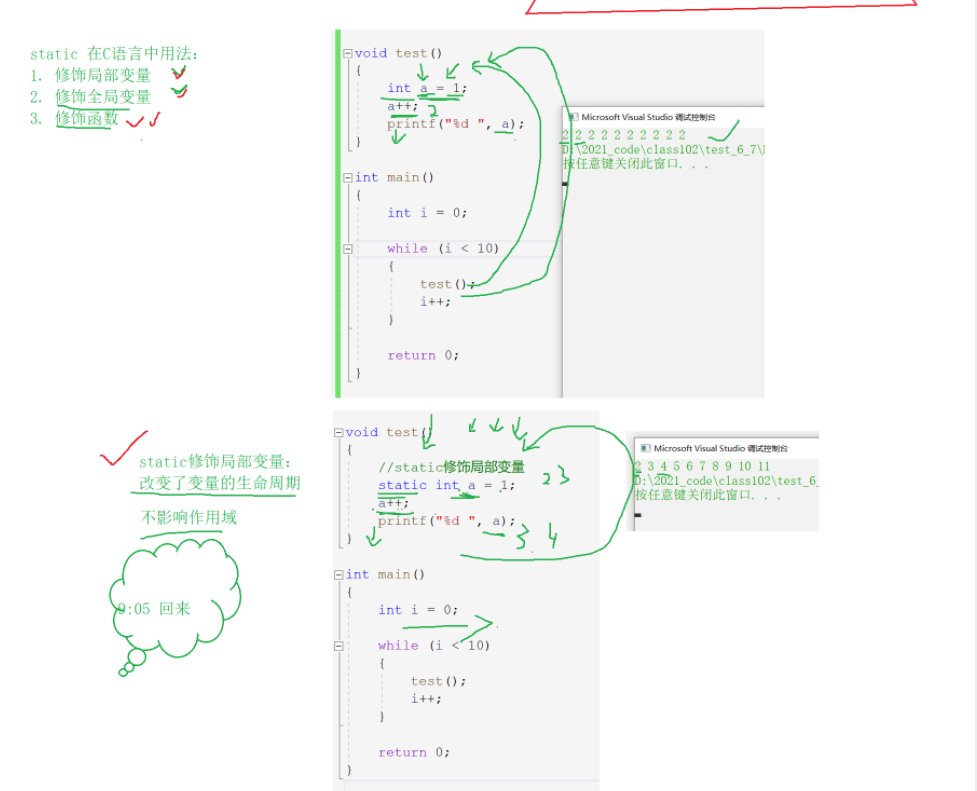 static 在C语言中用法:
1. 修饰局部变量
2. 修饰全局变量
3. 修饰函数
void test()
{
int a = 1;
a++;
2
printf("%d ", a);
}
int main()
{
int i = 0;
while (i < 10)
{
test();
i++;
}
return 0;
}
Microsoft Visual Studio 调试控制台
2 2 2 2 2 2 2 2 2 2
D:\2021_code\class102\test_6_7\
按任意键关闭此窗口. . .
static修饰局部变量:
改变了变量的生命周期
不影响作用域
9:05 回来
void test()
{
//static修饰局部变量
static int a = 1;
2 3
a++;
printf("%d ", a);
3 4
}
int main()
{
int i = 0;
while (i < 10)
{
test();
i++;
}
return 0;
}
Microsoft Visual Studio 调试控制台
2 3 4 5 6 7 8 9 10 11
D:\2021_code\class102\test_6_
按任意键关闭此窗口. . .